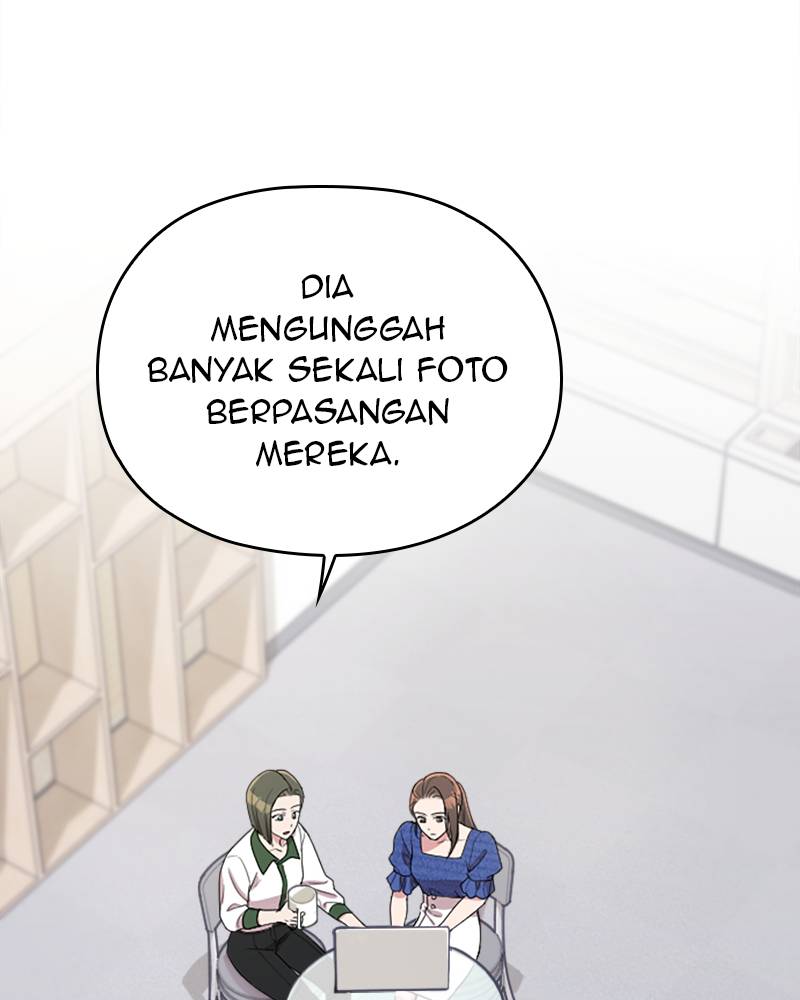 DIA
MENGUNGGAH
BANYAK SEKALI FOTO
BERPASANGAN
MEREKA.